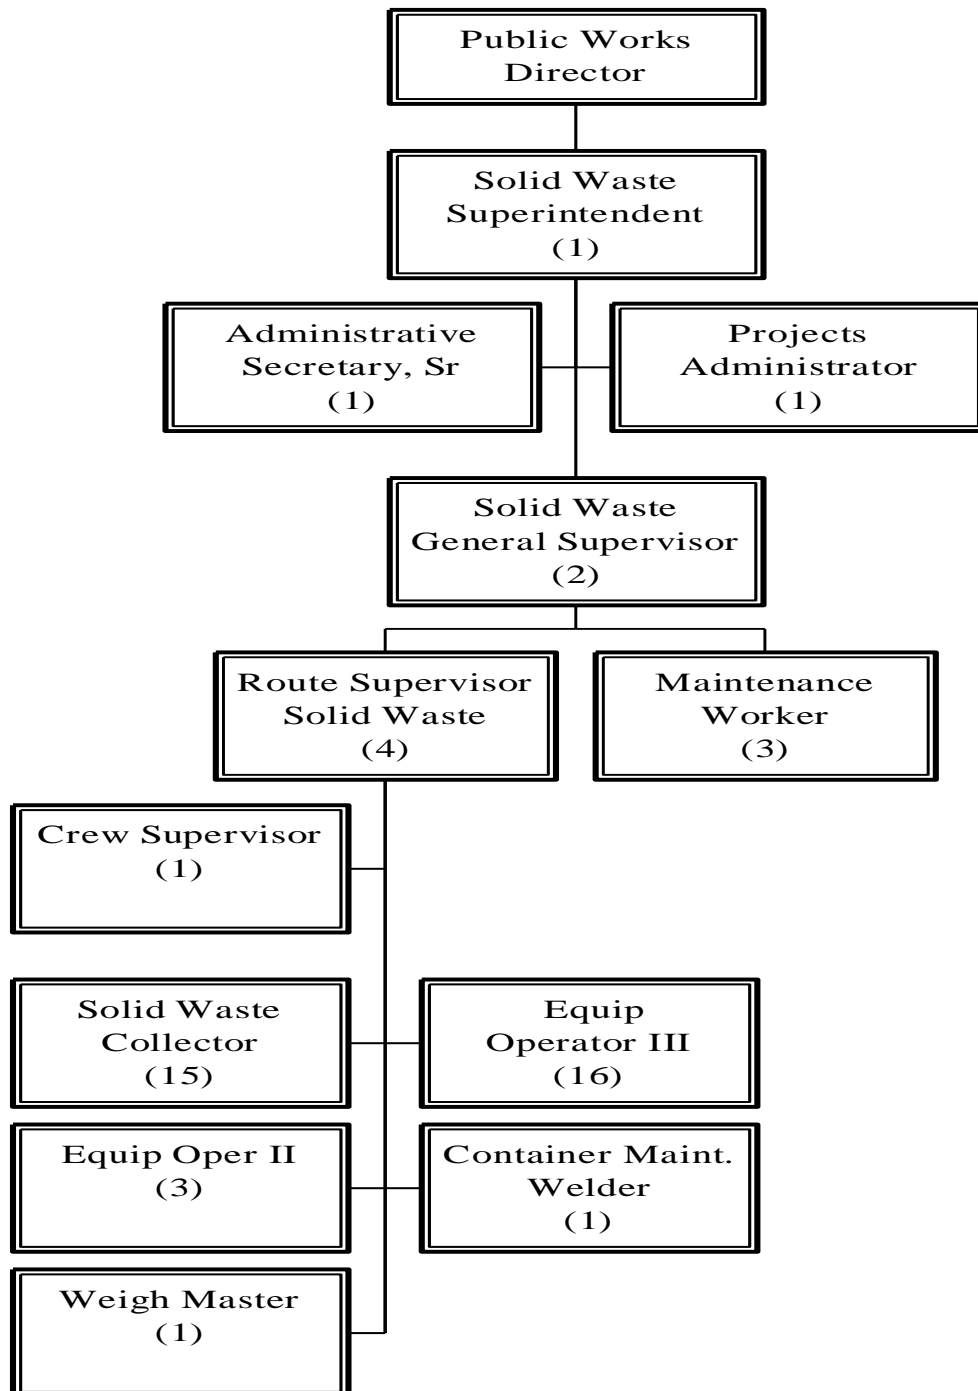 Public Works
Director
Solid Waste
Superintendent
(1)
Administrative
Secretary, Sr
(1)
Projects
Administrator
(1)
Solid Waste
General Supervisor
(2)
Route Supervisor
Solid Waste
(4)
Maintenance
Worker
(3)
Crew Supervisor
(1)
Solid Waste
Collector
(15)
Equip
Operator III
(16)
Equip Oper II
(3)
Container Maint.
Welder
(1)
Weigh Master
(1)